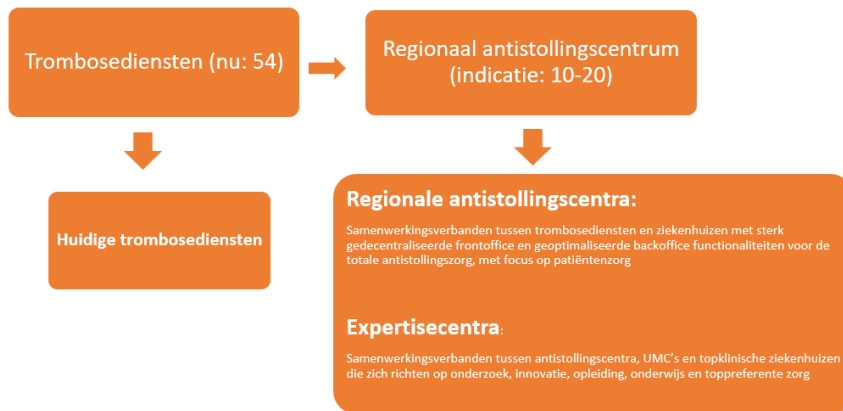 Trombosediensten (nu: 54)
Regionaal antistollingscentrum
(indicatie: 10-20)
Huidige trombosediensten
Regionale antistollingscentra:
Samenwerkingsverbanden tussen trombosediensten en ziekenhuizen met sterk
gedecentraliseerde frontoffice en geoptimaliseerde backoffice functionaliteiten voor de
totale antistollingszorg, met focus op patiëntenzorg
Expertisecentra:
Samenwerkingsverbanden tussen antistollingscentra, UMC's en topklinische ziekenhuizen
die zich richten op onderzoek, innovatie, opleiding, onderwijs en toppreferente zorg